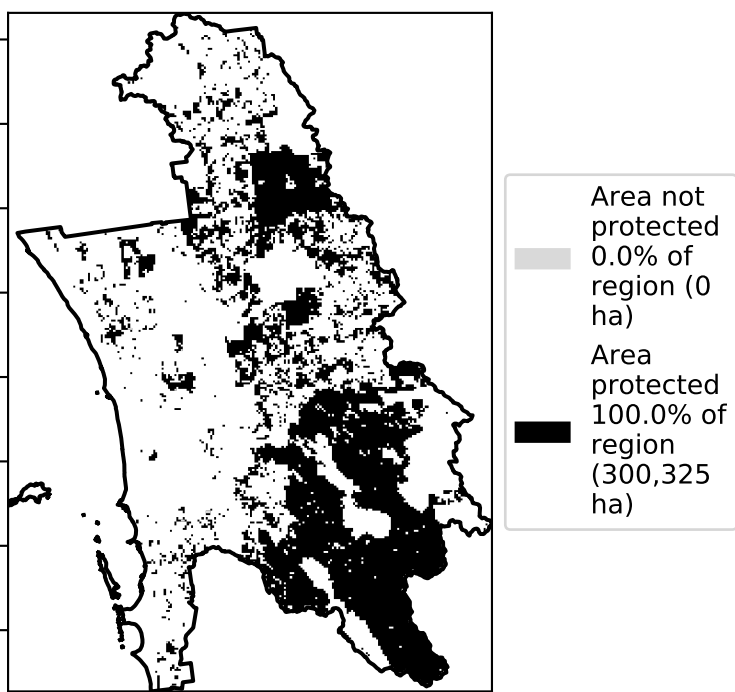 Area not
protected
0.0% of
region (0
ha)
Area
protected
100.0% of
region
(300,325
ha)